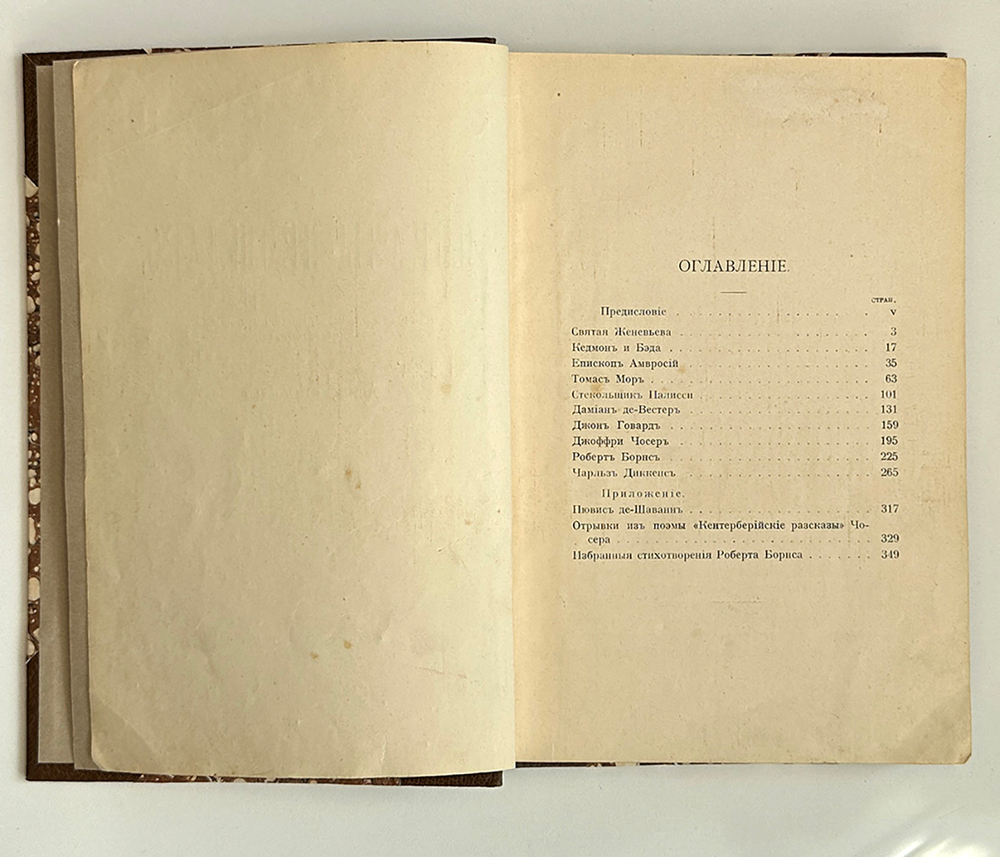 ОГЛАВЛЕНІЕ.
СТРАН.
Предисловіе . . . . . . . . . . . . V
Святая Женевьева . . . . . . . . . . . . 3
Кедмонъ и Бэда . . . . . . . . . . . . 17
Епископъ Амвросій . . . . . . . . . . . . 35
Томасъ Моръ . . . . . . . . . . . . 63
Стекольщикъ Палисси . . . . . . . . . . . . 101
Даміанъ де-Вестеръ . . . . . . . . . . . . 131
Джонъ Говардъ . . . . . . . . . . . . 159
Джоффри Чосеръ . . . . . . . . . . . . 195
Робертъ Борнсъ . . . . . . . . . . . . 225
Чарльзъ Диккенсъ . . . . . . . . . . . . 265
Приложеніе.
Пювисъ де-Шаваннъ . . . . . . . . . . . . 317
Отрывки изъ поэмы «Кентерберійскіе разсказы» Чо-
сера . . . . . . . . . . . . 329
Избранныя стихотворенія Роберта Борнса . . . . . . . 349